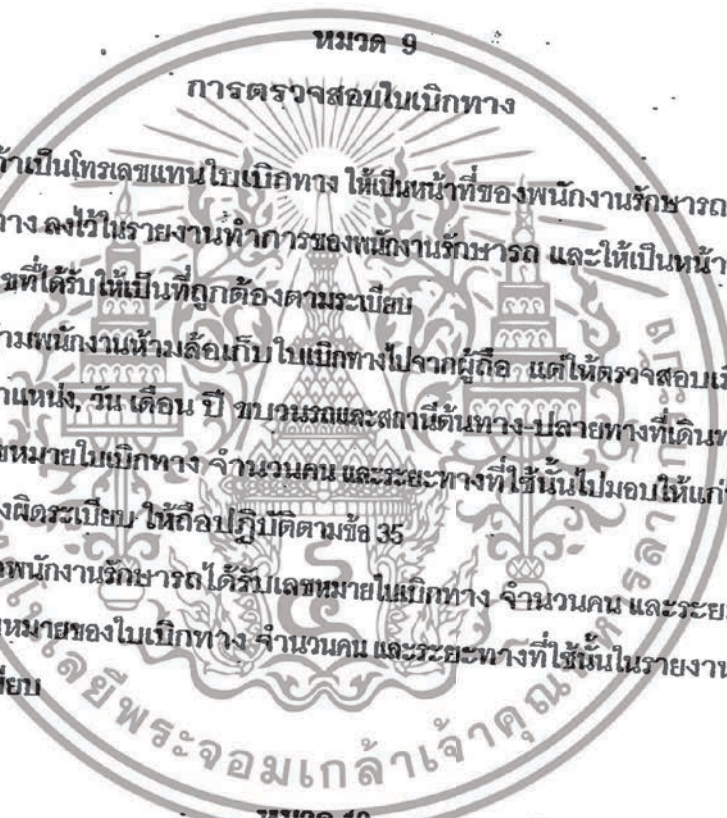 หมวด 9
การตรวจสอบใบเบิกทาง
ถ้าเป็นโทรเลขแทนใบเบิกทาง ให้เป็นหน้าที่ของพนักงานรักษารถ
ทาง ลงไว้ในรายงานทำการของพนักงานรักษารถ และให้เป็นหน้า
ขที่ได้รับให้เป็นที่ถูกต้องตามระเบียบ
ามพนักงานห้ามล้อเก็บใบเบิกทางไปจากผู้ถือ แต่ให้ตรวจสอบ
ำแหน่ง, วัน เดือน ปี ขบวนรถและสถานีต้นทาง-ปลายทางที่เดินท
ขหมายใบเบิกทาง จำนวนคน และระยะทางที่ใช้นั้นไปมอบให้แก่
งผิดระเบียบ ให้ถือปฏิบัติตามข้อ 35
พนักงานรักษารถได้รับเลขหมายใบเบิกทาง จำนวนคน และระย
หมายของใบเบิกทาง จำนวนคน และระยะทางที่ใช้นั้นในรายงาน
ียบ
หมวด 10
โนโลยีพระจอมเกล้าเจ้าคุณทหารลาดกระบัง